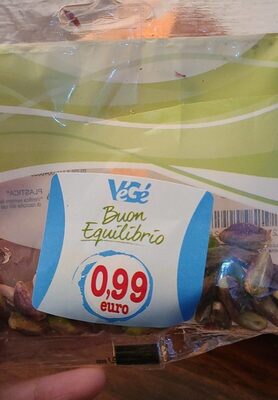 PLASTICA*
VéGé
Buon
Equilibrio
0,99
euro